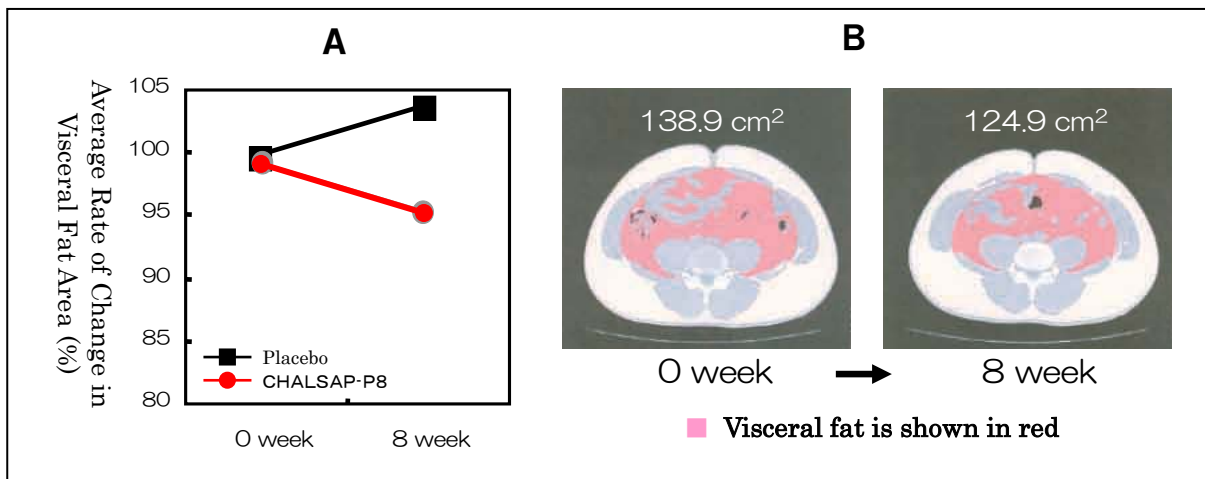 A
Average Rate of Change in
Visceral Fat Area (%)
105
100
95
90
85
80
Placebo
CHALSAP-P8
0 week
8 week
B
138.9 cm²
124.9 cm²
0 week
8 week
Visceral fat is shown in red